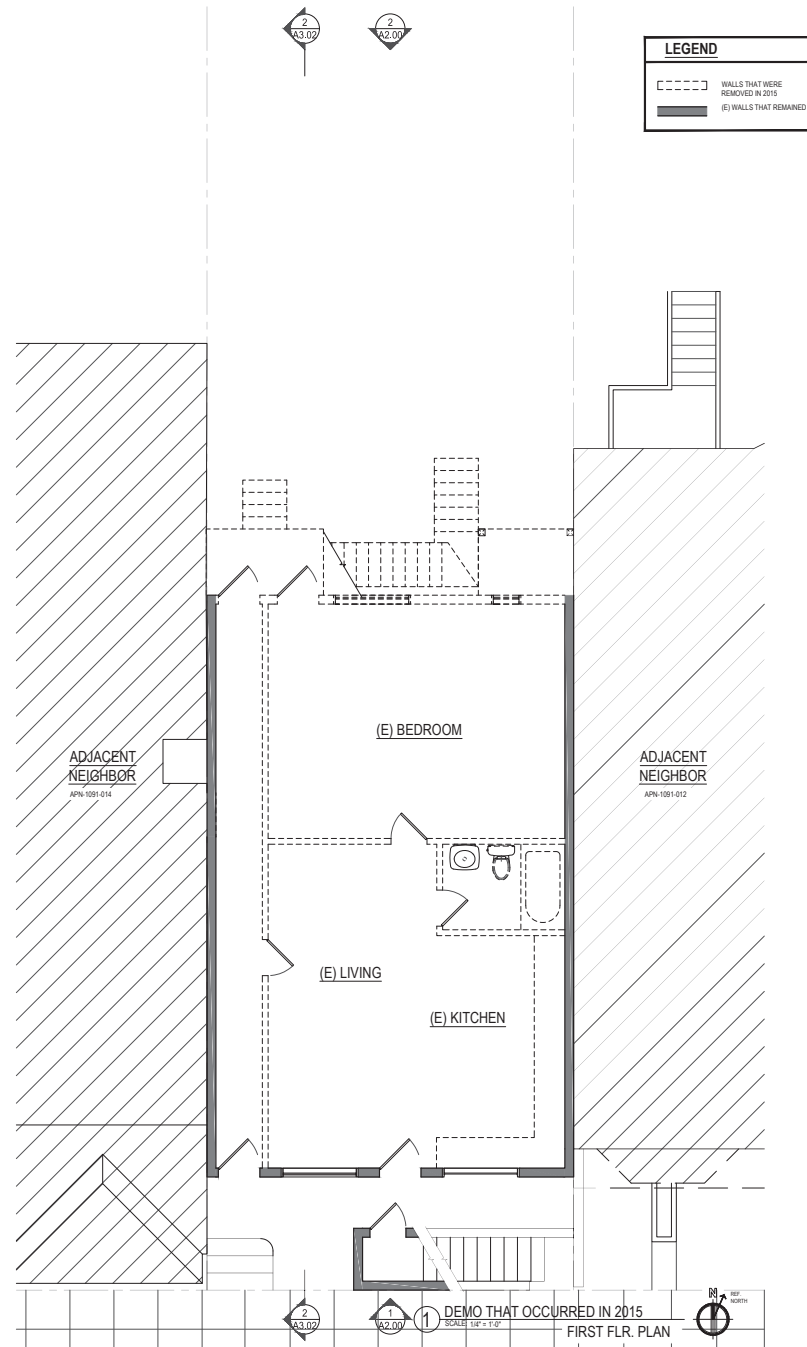 2
A3.02
2
A2.00
LEGEND
WALLS THAT WERE
REMOVED IN 2015
(E) WALLS THAT REMAINED
(E) BEDROOM
ADJACENT
NEIGHBOR
APN-1091-014
ADJACENT
NEIGHBOR
APN-1091-012
(E) LIVING
(E) KITCHEN
2
A3.02
1
A2.00
1
DEMO THAT OCCURRED IN 2015
SCALE: 1/4" = 1'-0"
FIRST FLR. PLAN
N
REF.
NORTH